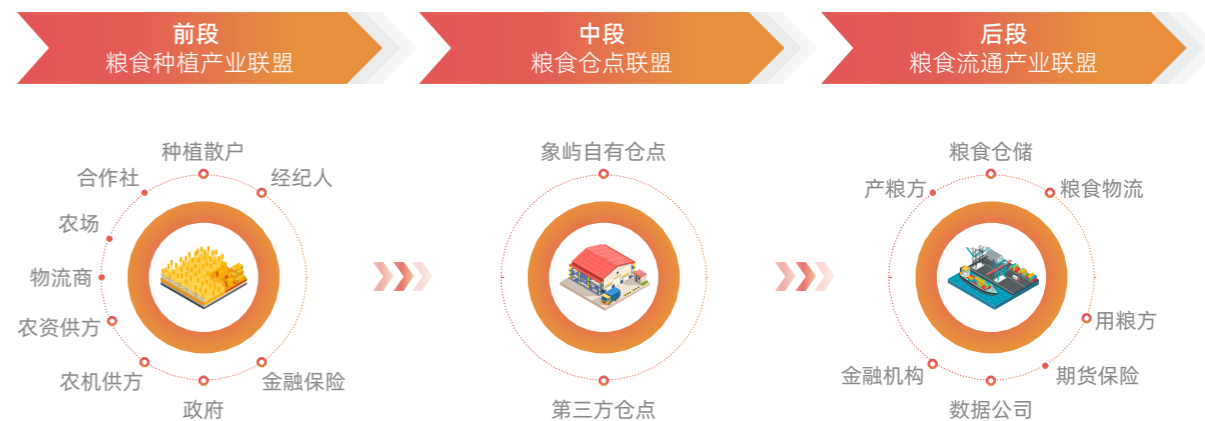 前段
粮食种植产业联盟
中段
粮食仓点联盟
后段
粮食流通产业联盟
种植散户
合作社
经纪人
农场
物流商
农资供方
农机供方
金融保险
政府
象屿自有仓点
第三方仓点
粮食仓储
产粮方
粮食物流
用粮方
金融机构
期货保险
数据公司